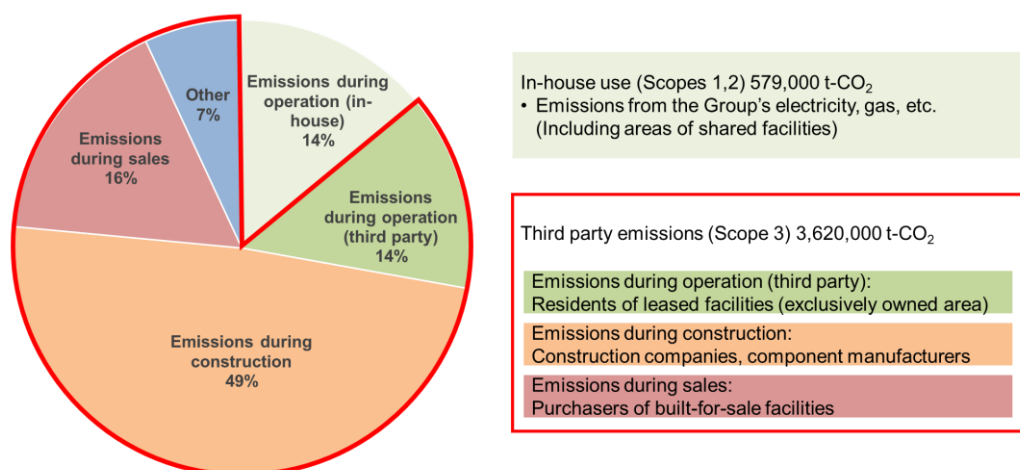 Emissions during
operation (in-
house)
14%
Other
7%
Emissions
during sales
16%
Emissions
during operation
(third party)
14%
Emissions during
construction
49%
In-house use (Scopes 1,2) 579,000 t-CO₂
• Emissions from the Group's electricity, gas, etc.
(Including areas of shared facilities)
Third party emissions (Scope 3) 3,620,000 t-CO₂
Emissions during operation (third party):
Residents of leased facilities (exclusively owned area)
Emissions during construction:
Construction companies, component manufacturers
Emissions during sales:
Purchasers of built-for-sale facilities